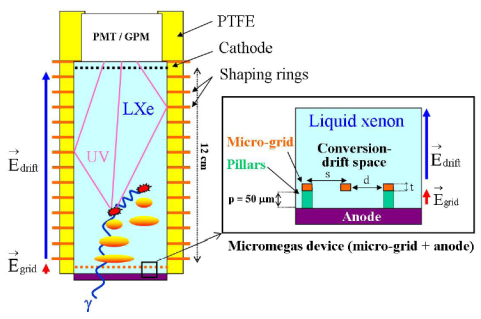 PTFE
PMT / GPM
Cathode
LXe
Shaping rings
UV
12 cm
E drift
E grid
γ
Liquid xenon
Micro-grid
Conversion-
drift space
Pillars
s
d
t
p = 50 µm
E drift
E grid
Anode
Micromegas device (micro-grid + anode)